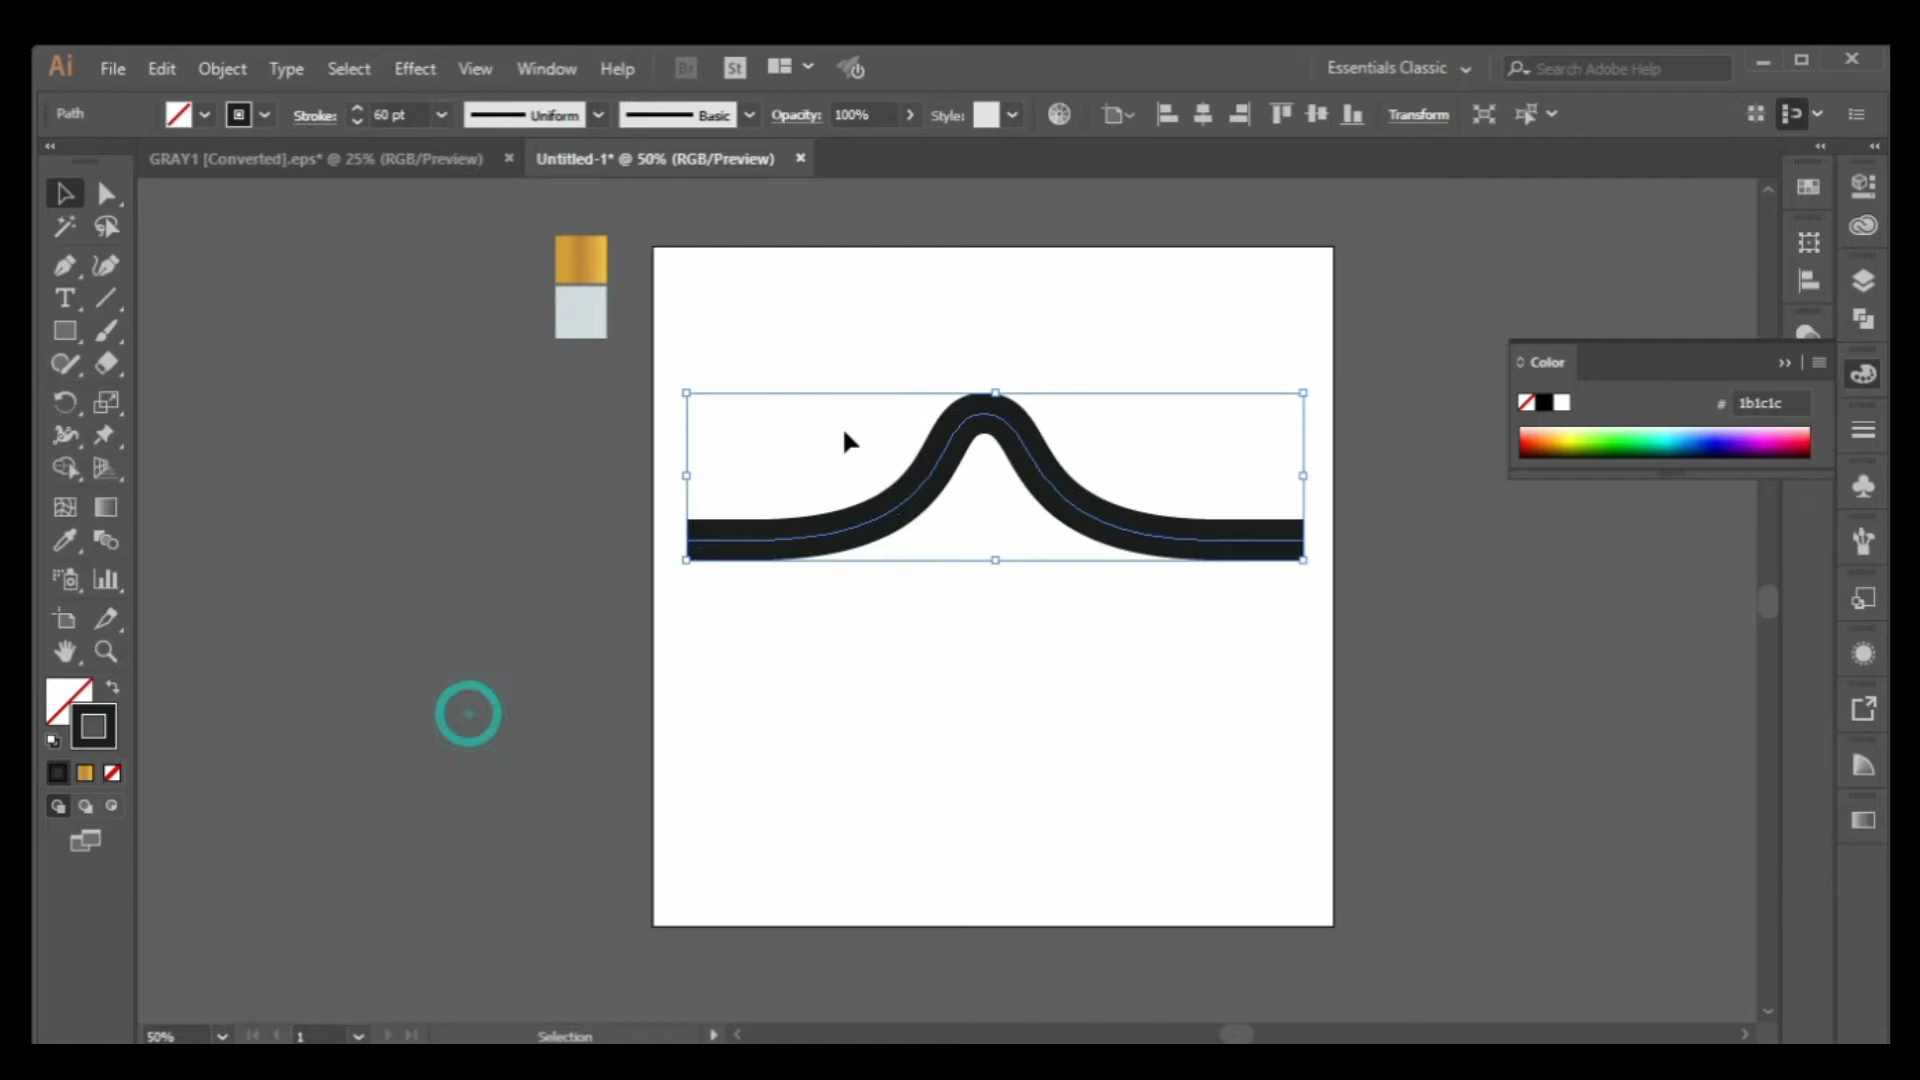 Ai File Edit Object Type Select Effect View Window Help Br St Essentials Classic Search Adobe Help
Path Stroke: 60 pt Uniform Basic Opacity: 100% Style: Transform
GRAY1 [Converted].eps* @ 25% (RGB/Preview) × Untitled-1* @ 50% (RGB/Preview) ×
Color
# 1b1c1c
50% 1 Selection